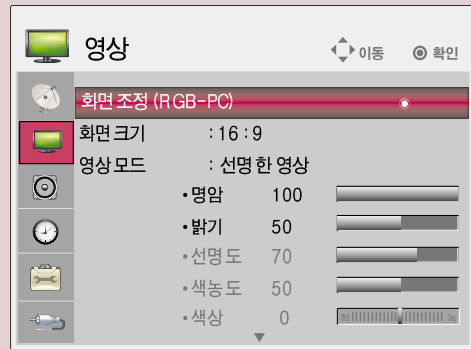 영상 이동 확인
화면 조정 (RGB-PC)
화면 크기 : 16 : 9
영상 모드 : 선명한 영상
•명암 100
•밝기 50
•선명도 70
•색농도 50
•색상 0 적 녹